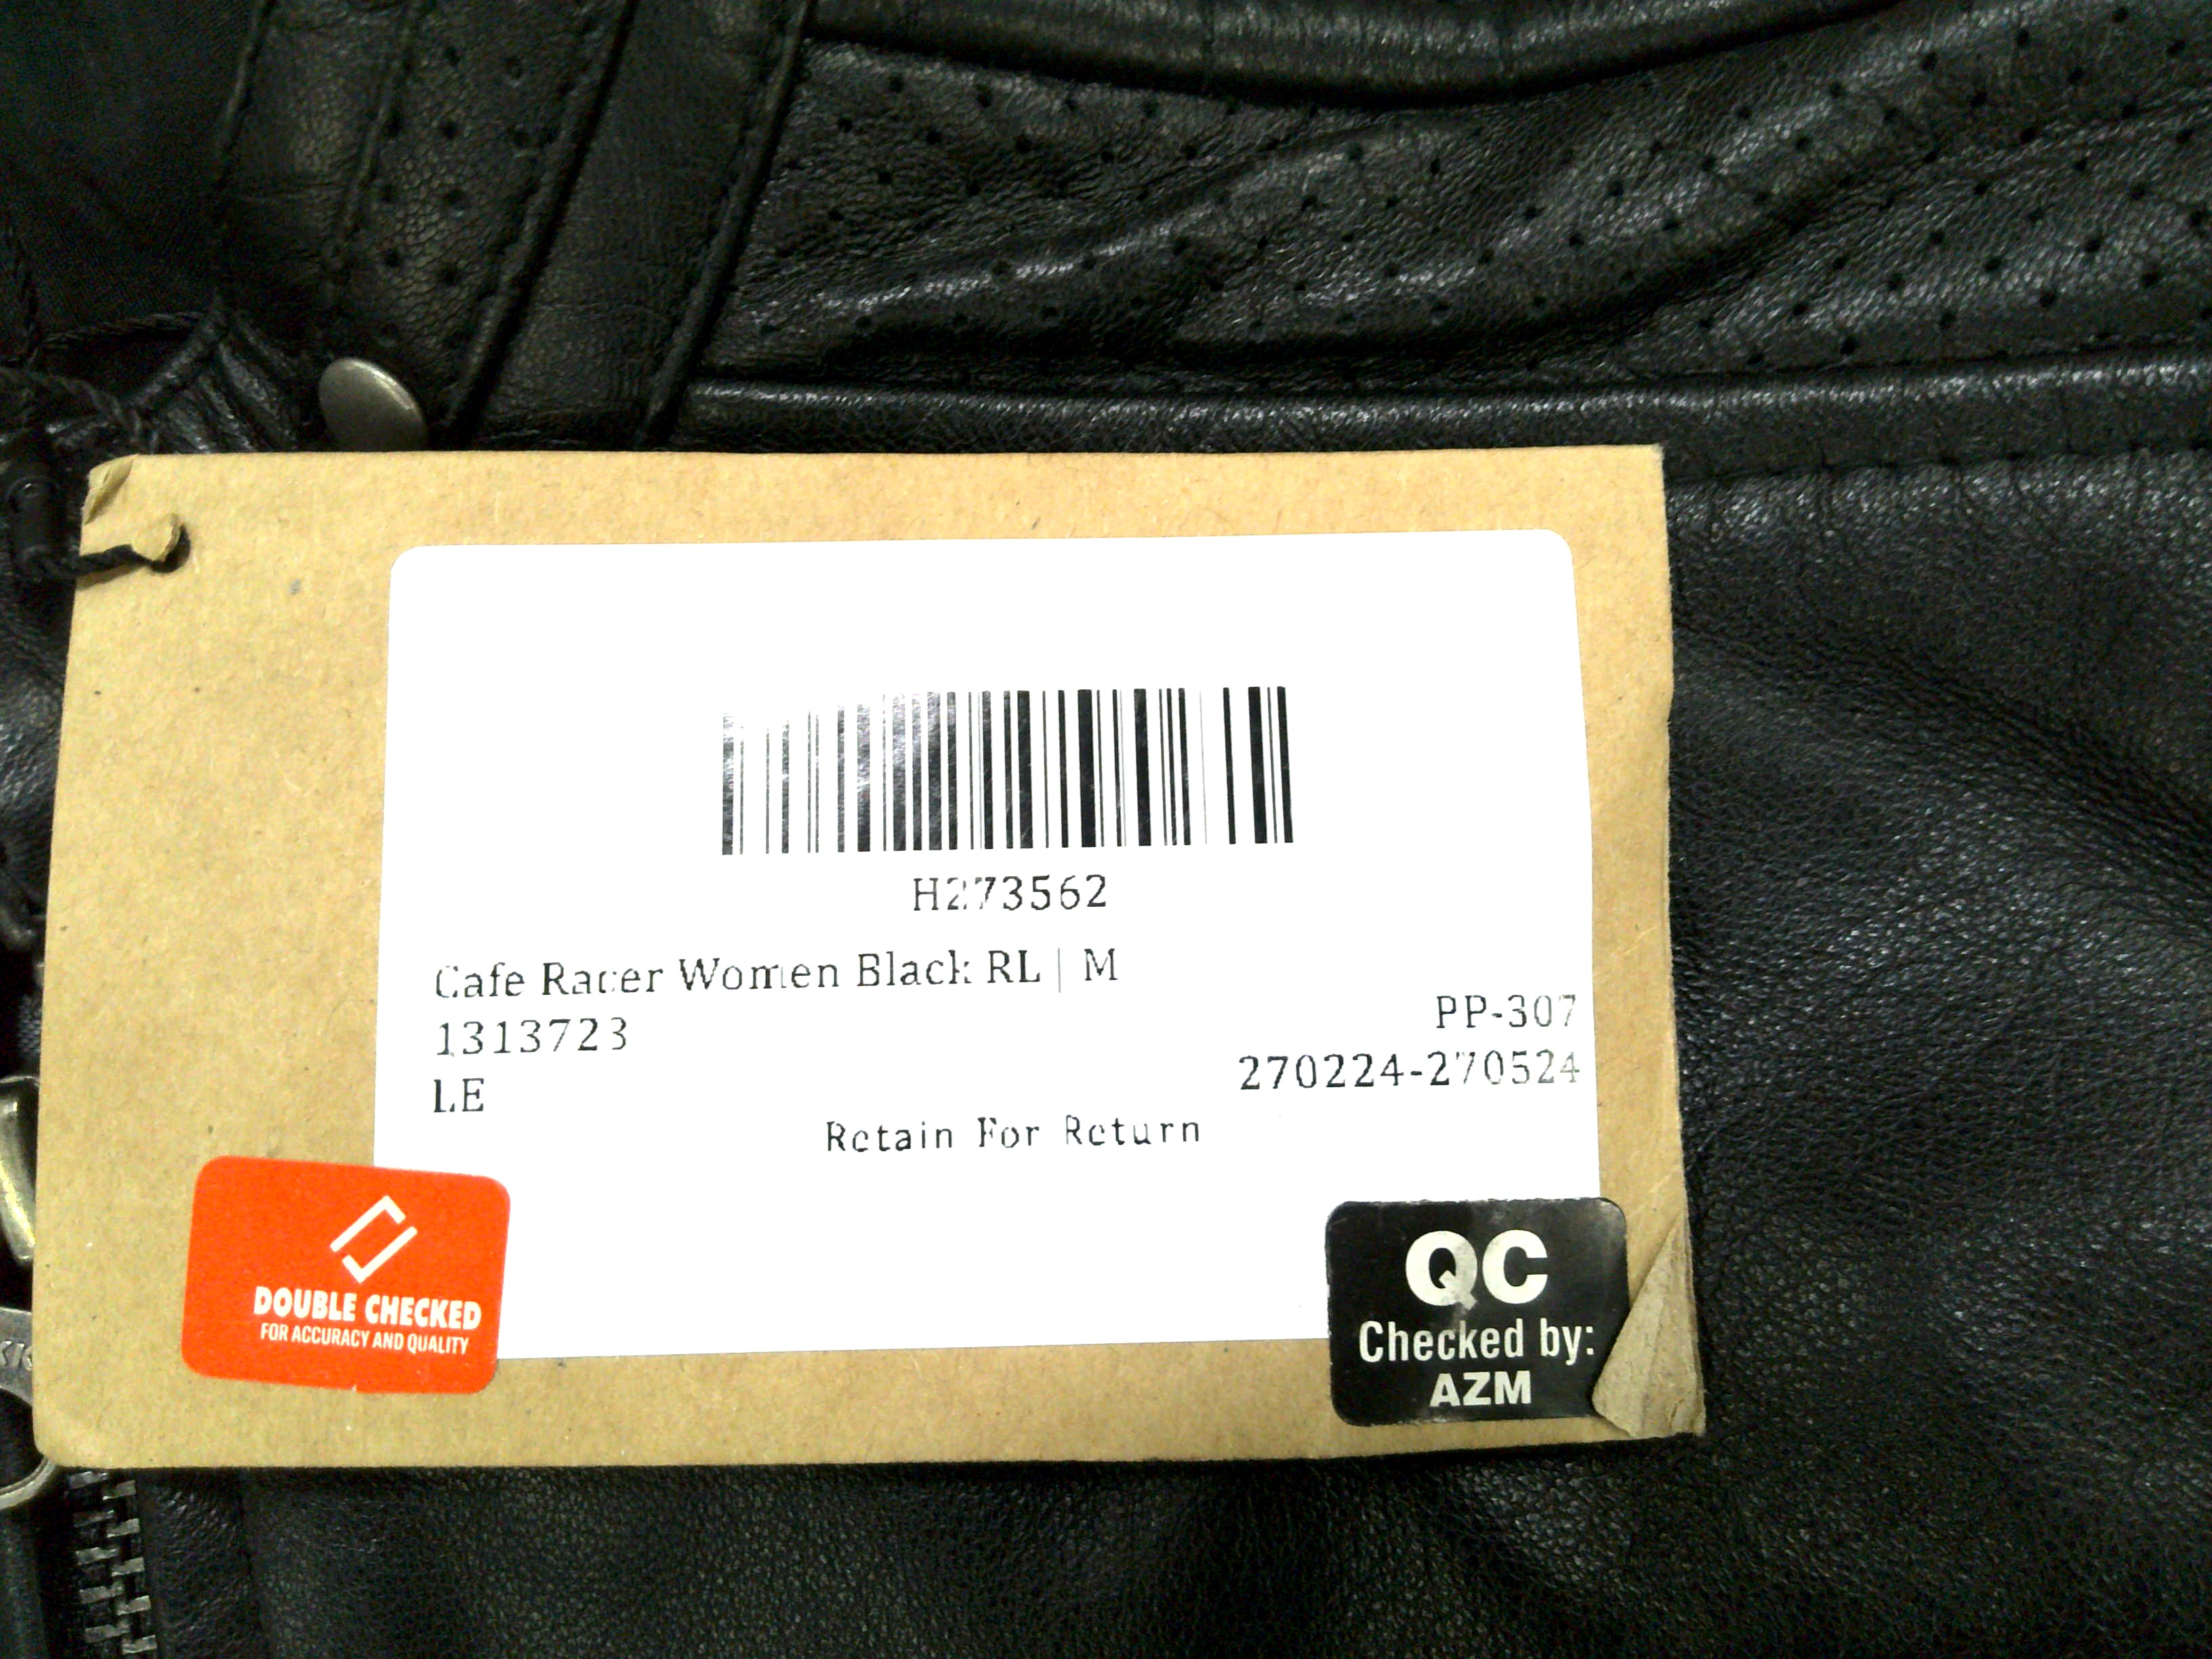 H273562
Cafe Racer Women Black RL | M
1313723
PP-307
LE
270224-270524
Retain For Return
DOUBLE CHECKED
FOR ACCURACY AND QUALITY
QC
Checked by:
AZM